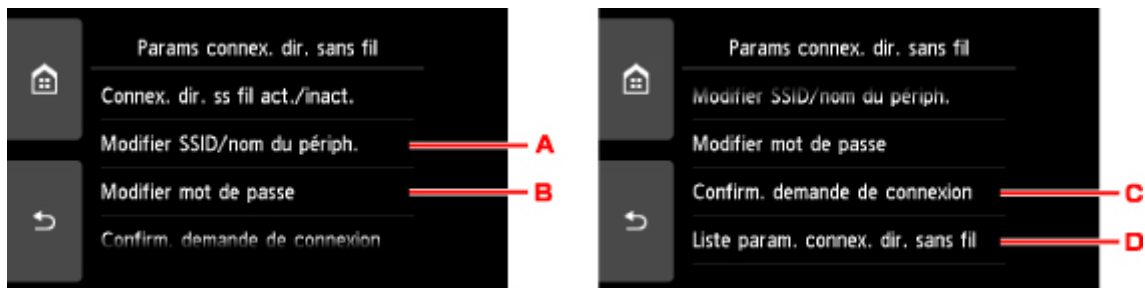 Params connex. dir. sans fil
Connex. dir. ss fil act./inact.
Modifier SSID/nom du périph.
A
Modifier mot de passe
B
Confirm. demande de connexion
Params connex. dir. sans fil
Modifier SSID/nom du périph.
Modifier mot de passe
Confirm. demande de connexion
C
Liste param. connex. dir. sans fil
D